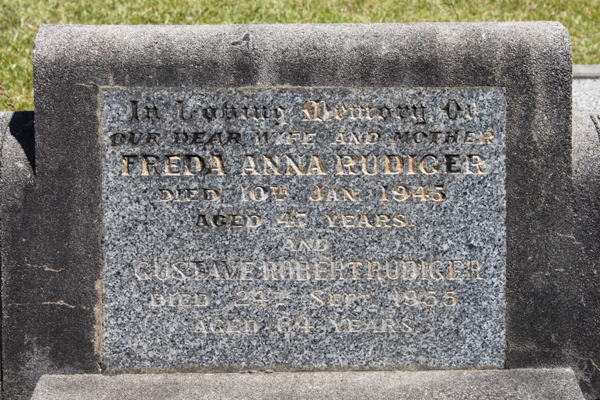 In Loving Memory Of
OUR DEAR WIFE AND MOTHER
FREDA ANNA RUDIGER
DIED 10TH JAN. 1945
AGED 47 YEARS.
AND
GUSTAVE ROBERT RUDIGER
DIED 24TH SEPT. 1955
AGED 64 YEARS